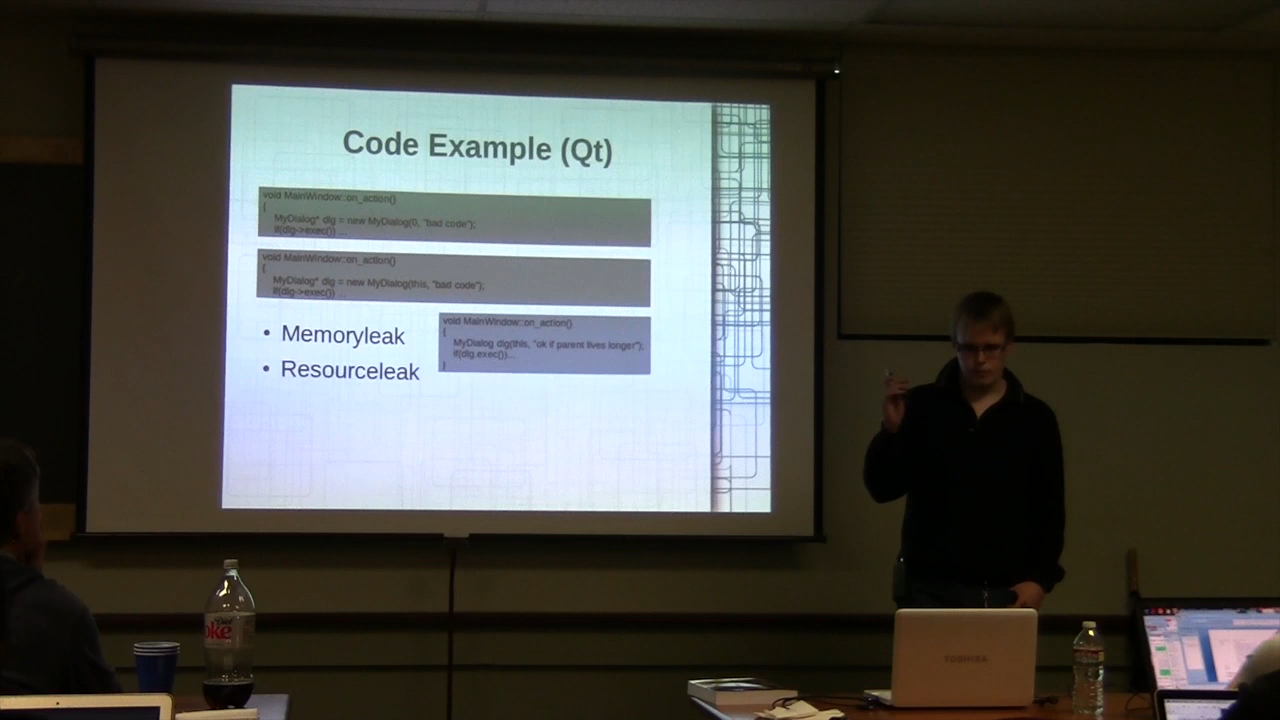 Code Example (Qt)
void MainWindow::on_action()
{
MyDialog* dlg = new MyDialog(0, "bad code");
if(dlg->exec()) ...
void MainWindow::on_action()
{
MyDialog* dlg = new MyDialog(this, "bad code");
if(dlg->exec()) ...
• Memoryleak
• Resourceleak
void MainWindow::on_action()
{
MyDialog dlg(this, "ok if parent lives longer");
if(dlg.exec())...
}
Diet
oke
TOSHIBA